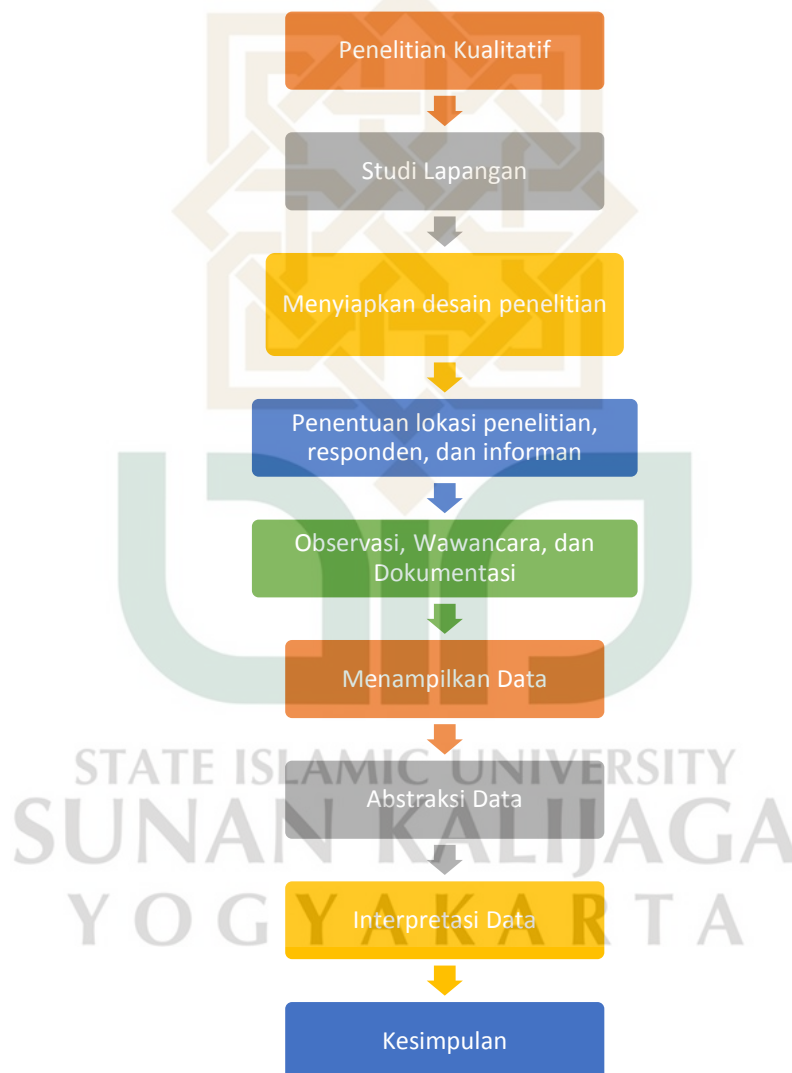 Penelitian Kualitatif
Studi Lapangan
Menyiapkan desain penelitian
Penentuan lokasi penelitian,
responden, dan informan
Observasi, Wawancara, dan
Dokumentasi
Menampilkan Data
STATE ISLAMIC UNIVERSITY
Abstraksi Data
SUNAN KALIJAGA
Interpretasi Data
YOGYAKARTA
Kesimpulan